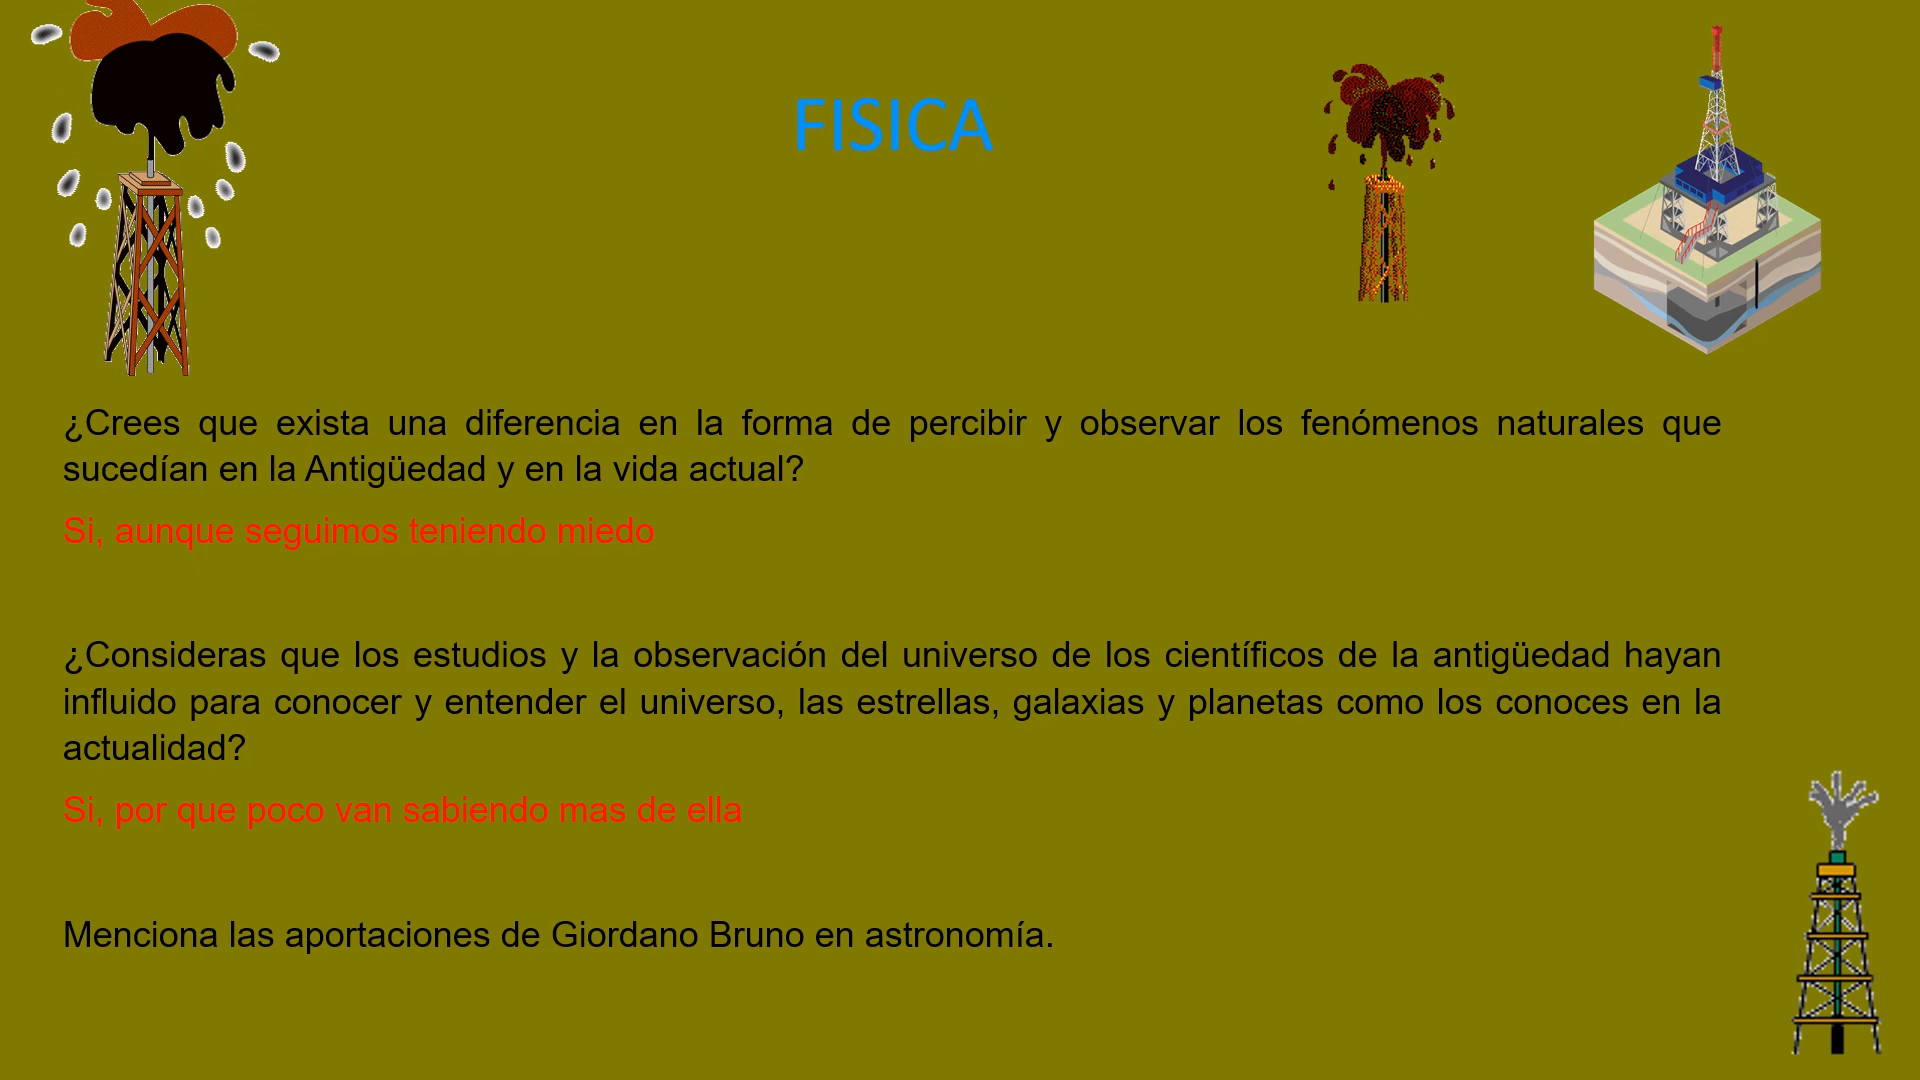 FISICA
¿Crees que exista una diferencia en la forma de percibir y observar los fenómenos naturales que
sucedían en la Antigüedad y en la vida actual?
Si, aunque seguimos teniendo miedo
¿Consideras que los estudios y la observación del universo de los científicos de la antigüedad hayan
influido para conocer y entender el universo, las estrellas, galaxias y planetas como los conoces en la
actualidad?
Si, por que poco van sabiendo mas de ella
Menciona las aportaciones de Giordano Bruno en astronomía.